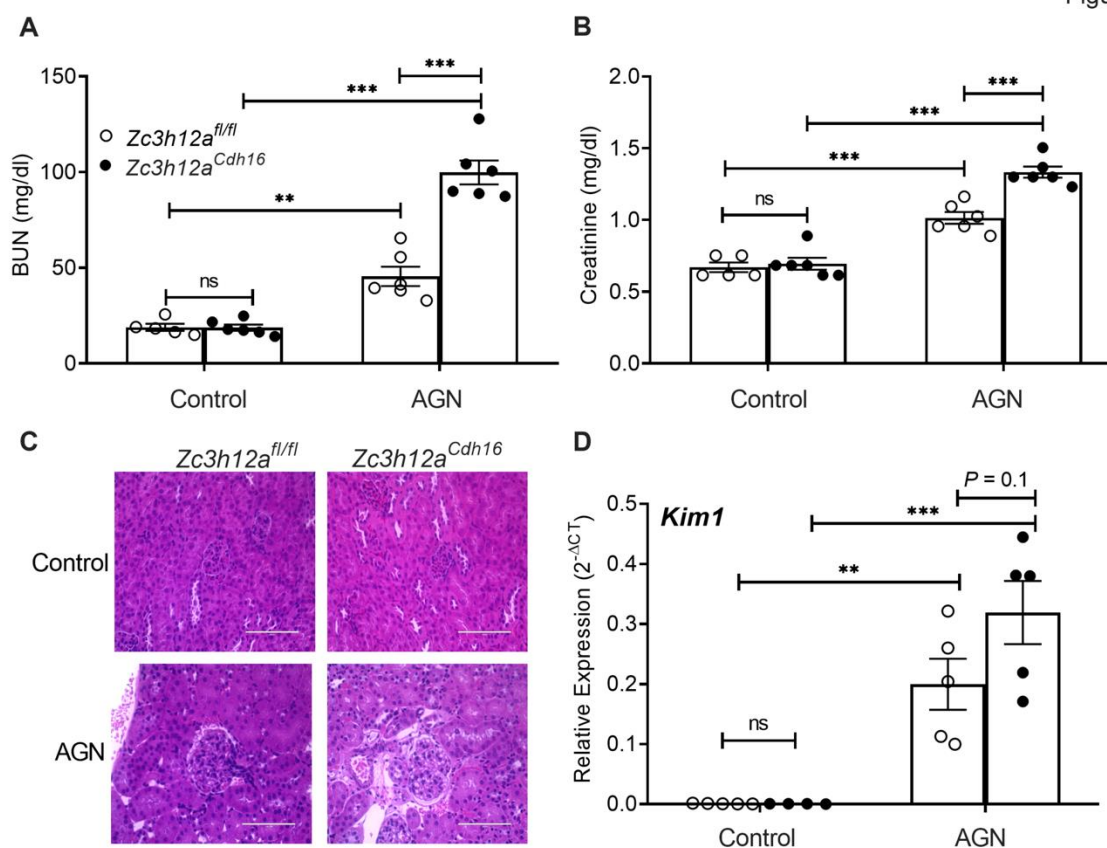 Figu
A
150
100
50
0
BUN (mg/dl)
Zc3h12a^fl/fl
Zc3h12a^Cdh16
***
***
**
ns
Control
AGN
B
2.0
1.5
1.0
0.5
0.0
Creatinine (mg/dl)
***
***
***
ns
Control
AGN
C
Zc3h12a^fl/fl
Zc3h12a^Cdh16
Control
AGN
D
Kim1
0.5
0.4
0.3
0.2
0.1
0.0
Relative Expression (2^-ΔCT)
P = 0.1
***
**
ns
Control
AGN